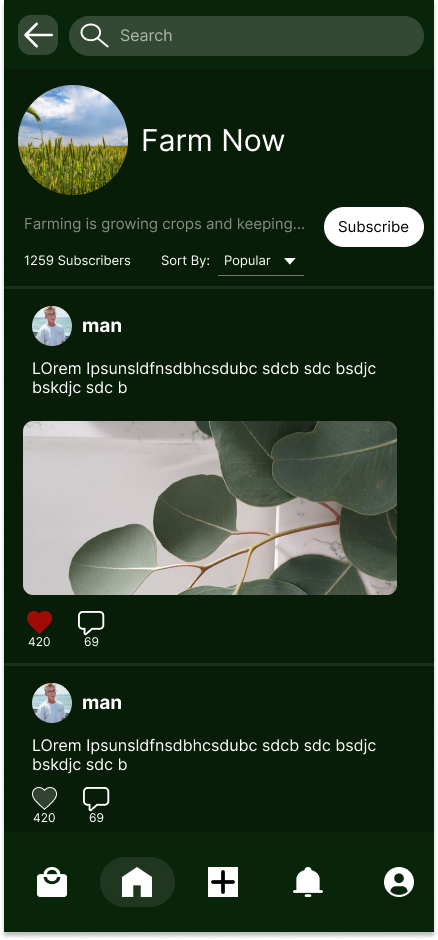 Search
Farm Now
Farming is growing crops and keeping...
Subscribe
1259 Subscribers
Sort By:
Popular
man
LOrem Ipsunsldfnsdbhcsdubc sdcb sdc bsdjc
bskdjc sdc b
420
69
man
LOrem Ipsunsldfnsdbhcsdubc sdcb sdc bsdjc
bskdjc sdc b
420
69